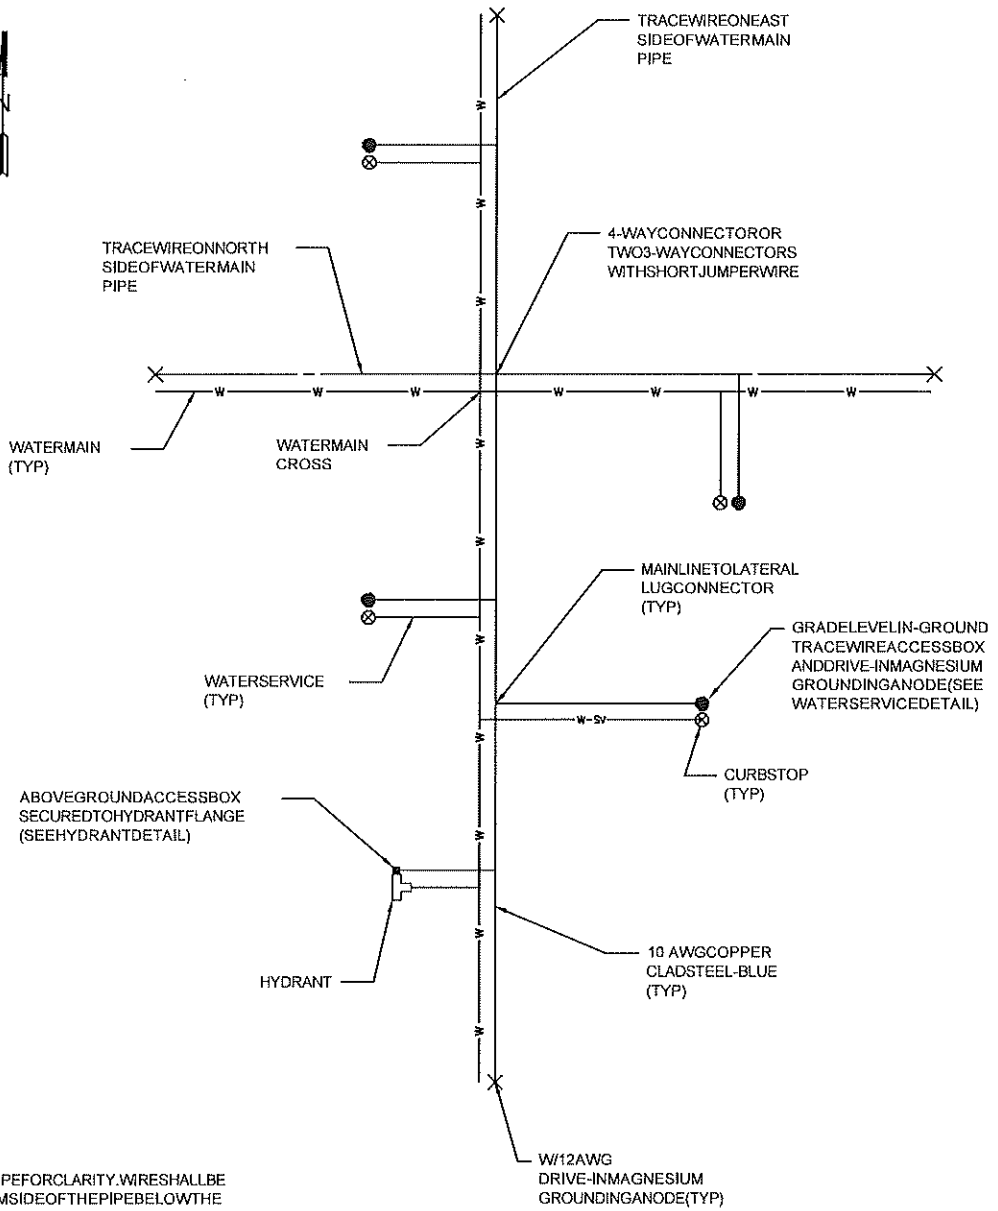 TRACEWIREONEAST
SIDEOFWATERMAIN
PIPE
N
TRACEWIREONNORTH
SIDEOFWATERMAIN
PIPE
4-WAYCONNECTOROR
TWO3-WAYCONNECTORS
WITHSHORTJUMPERWIRE
W W W W W W W
WATERMAIN
(TYP)
WATERMAIN
CROSS
MAINLINETOLATERAL
LUGCONNECTOR
(TYP)
GRADELEVELIN-GROUND
TRACEWIREACCESSBOX
ANDDRIVE-INMAGNESIUM
GROUNDINGANODE(SEE
WATERSERVICEDETAIL)
WATERSERVICE
(TYP)
W-SV
CURBSTOP
(TYP)
ABOVEGROUNDACCESSBOX
SECUREDTOHYDRANTFLANGE
(SEEHYDRANTDETAIL)
HYDRANT
10 AWGCOPPER
CLADSTEEL-BLUE
(TYP)
W W W W W W W W W W
W/12AWG
DRIVE-INMAGNESIUM
GROUNDINGANODE(TYP)
PEFORCLARITY.WIRESHALLBE
MSIDEOFTHEPIPEBELOWTHE